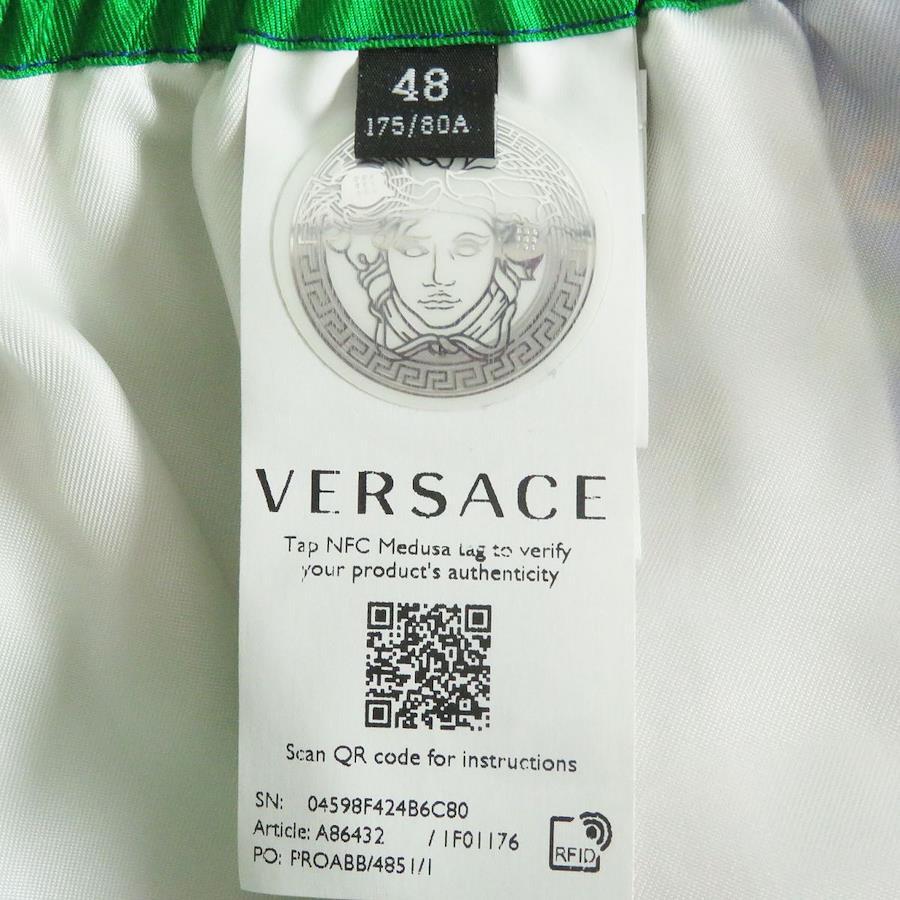 48
175/80A
VERSACE
Tap NFC Medusa tag to verify
your product's authenticity
Scan QR code for instructions
SN: 04598F424B6C80
Article: A86432 / 1F01176
PO: PROABB/4851/1
RFID